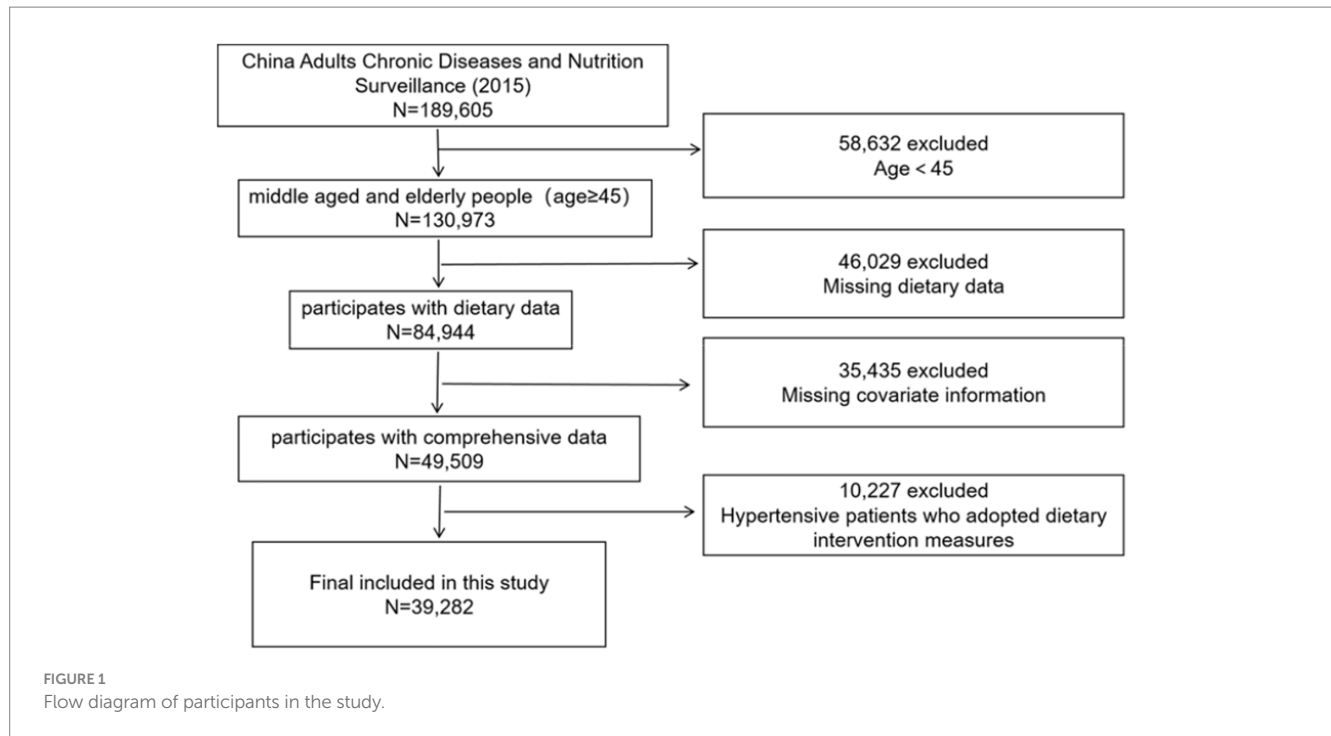 China Adults Chronic Diseases and Nutrition
Surveillance (2015)
N=189,605
58,632 excluded
Age < 45
middle aged and elderly people（age≥45)
N=130,973
46,029 excluded
Missing dietary data
participates with dietary data
N=84,944
35,435 excluded
Missing covariate information
participates with comprehensive data
N=49,509
10,227 excluded
Hypertensive patients who adopted dietary
intervention measures
Final included in this study
N=39,282
FIGURE 1
Flow diagram of participants in the study.